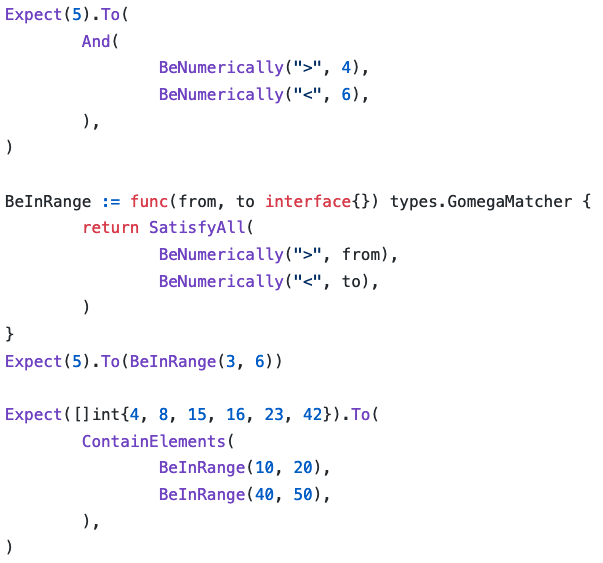 Expect(5).To(
        And(
                BeNumerically(">", 4),
                BeNumerically("<", 6),
        ),
)

BeInRange := func(from, to interface{}) types.GomegaMatcher {
        return SatisfyAll(
                BeNumerically(">", from),
                BeNumerically("<", to),
        )
}
Expect(5).To(BeInRange(3, 6))

Expect([]int{4, 8, 15, 16, 23, 42}).To(
        ContainElements(
                BeInRange(10, 20),
                BeInRange(40, 50),
        ),
)